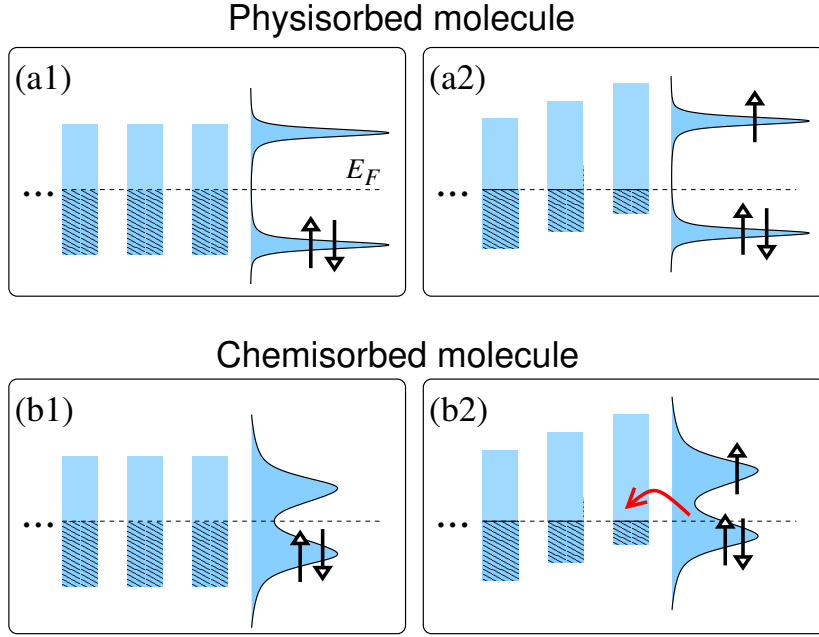 Physisorbed molecule
(a1)
(a2)
E_F
...
...
Chemisorbed molecule
(b1)
(b2)
...
...